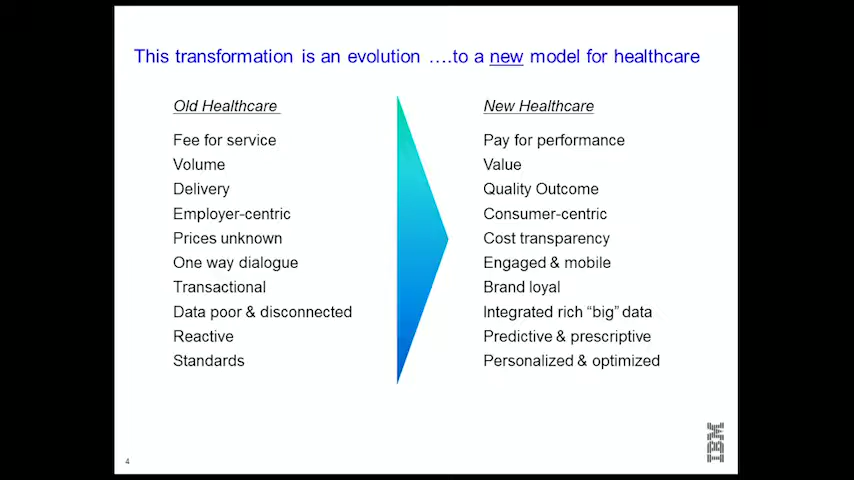 This transformation is an evolution ….to a new model for healthcare
Old Healthcare
Fee for service
Volume
Delivery
Employer-centric
Prices unknown
One way dialogue
Transactional
Data poor & disconnected
Reactive
Standards
New Healthcare
Pay for performance
Value
Quality Outcome
Consumer-centric
Cost transparency
Engaged & mobile
Brand loyal
Integrated rich “big” data
Predictive & prescriptive
Personalized & optimized
4
IBM